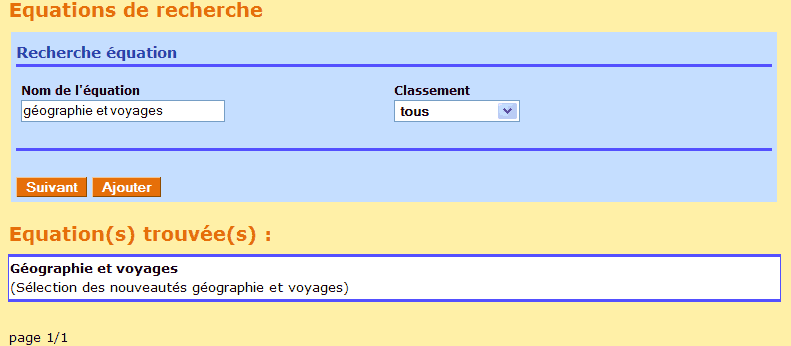 Equations de recherche
Recherche équation
Nom de l'équation Classement
géographie et voyages tous
Suivant Ajouter
Equation(s) trouvée(s) :
Géographie et voyages
(Sélection des nouveautés géographie et voyages)
page 1/1